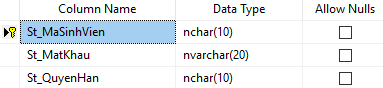 Column Name Data Type Allow Nulls
St_MaSinhVien nchar(10)
St_MatKhau nvarchar(20)
St_QuyenHan nchar(10)